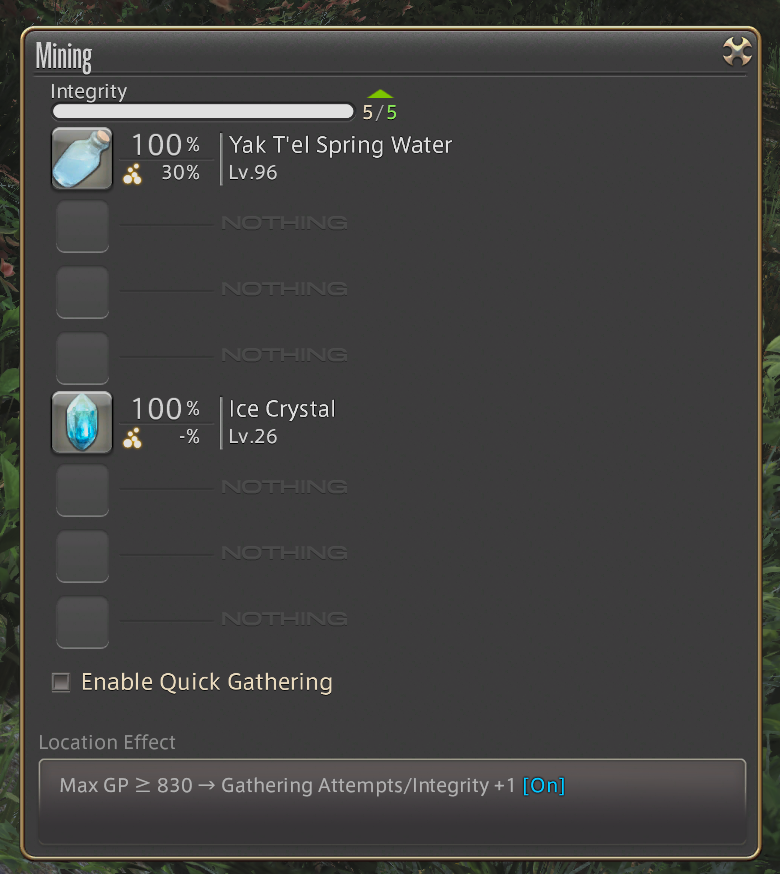 Mining
Integrity
5/5
100% Yak T'el Spring Water
30% Lv.96
NOTHING
NOTHING
NOTHING
100% Ice Crystal
-% Lv.26
NOTHING
NOTHING
NOTHING
Enable Quick Gathering
Location Effect
Max GP ≥ 830 → Gathering Attempts/Integrity +1 [On]